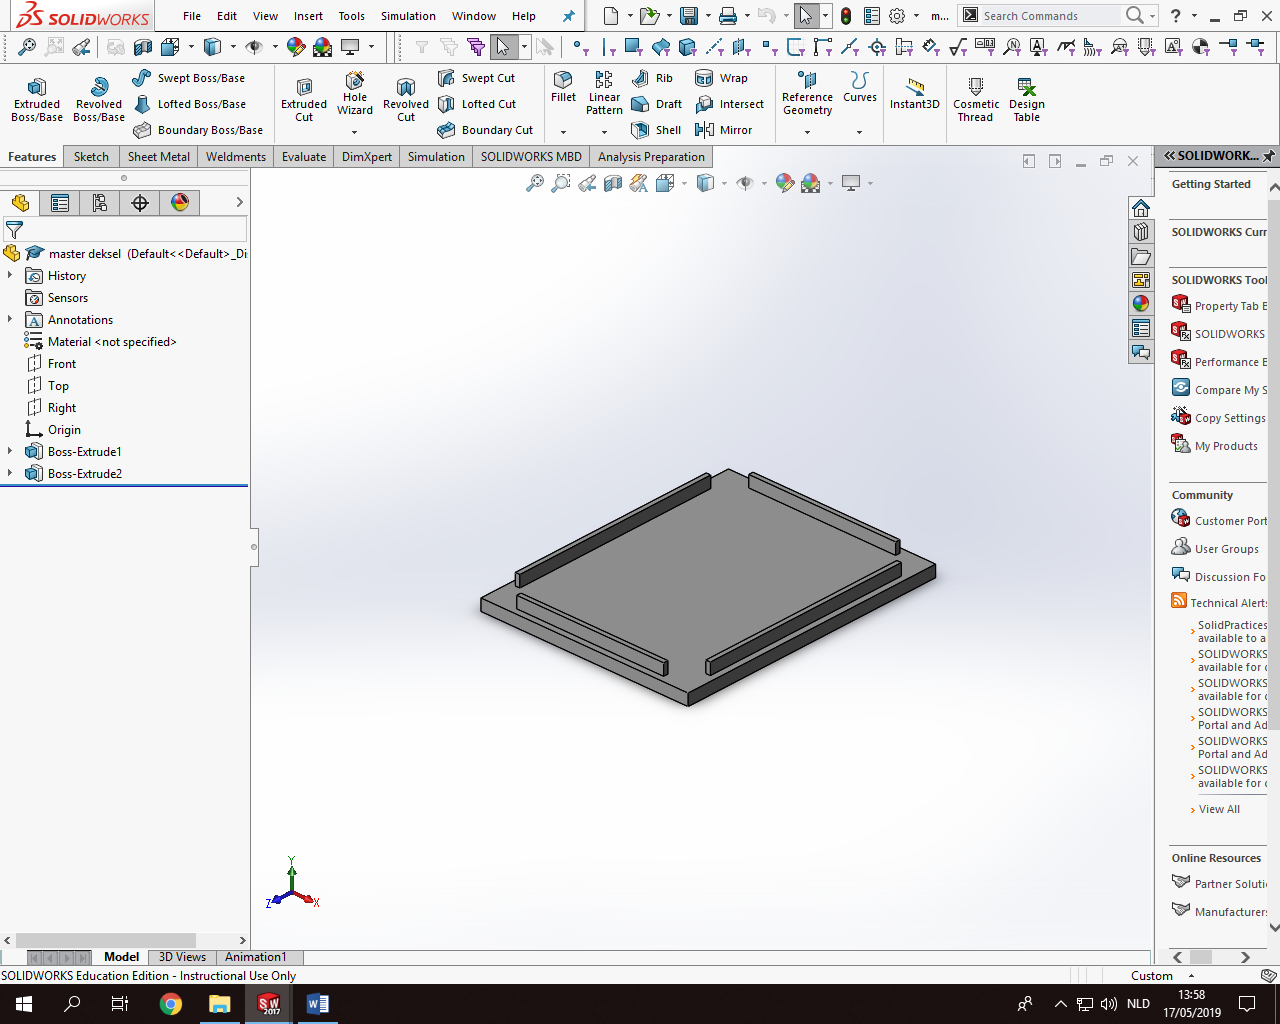 SOLIDWORKS
File Edit View Insert Tools Simulation Window Help
m...
Search Commands
Extruded Boss/Base
Revolved Boss/Base
Swept Boss/Base
Lofted Boss/Base
Boundary Boss/Base
Extruded Cut
Hole Wizard
Revolved Cut
Swept Cut
Lofted Cut
Boundary Cut
Fillet
Linear Pattern
Rib
Draft
Shell
Wrap
Intersect
Mirror
Reference Geometry
Curves
Instant3D
Cosmetic Thread
Design Table
Features Sketch Sheet Metal Weldments Evaluate DimXpert Simulation SOLIDWORKS MBD Analysis Preparation
master deksel (Default<<Default>_Di
History
Sensors
Annotations
Material <not specified>
Front
Top
Right
Origin
Boss-Extrude1
Boss-Extrude2
Y
Z
X
SOLIDWORK...
Getting Started
SOLIDWORKS Curr
SOLIDWORKS Tool
Property Tab B
SOLIDWORKS
Performance B
Compare My S
Copy Settings
My Products
Community
Customer Port
User Groups
Discussion Fo
Technical Alerts
SolidPractices
available to a
SOLIDWORKS
available for d
SOLIDWORKS
available for d
SOLIDWORKS
Portal and Ad
SOLIDWORKS
Portal and Ad
SOLIDWORKS
available for d
View All
Online Resources
Partner Soluti
Manufacturers
Model 3D Views Animation1
SOLIDWORKS Education Edition - Instructional Use Only
Custom
SW 2017
NLD
13:58
17/05/2019